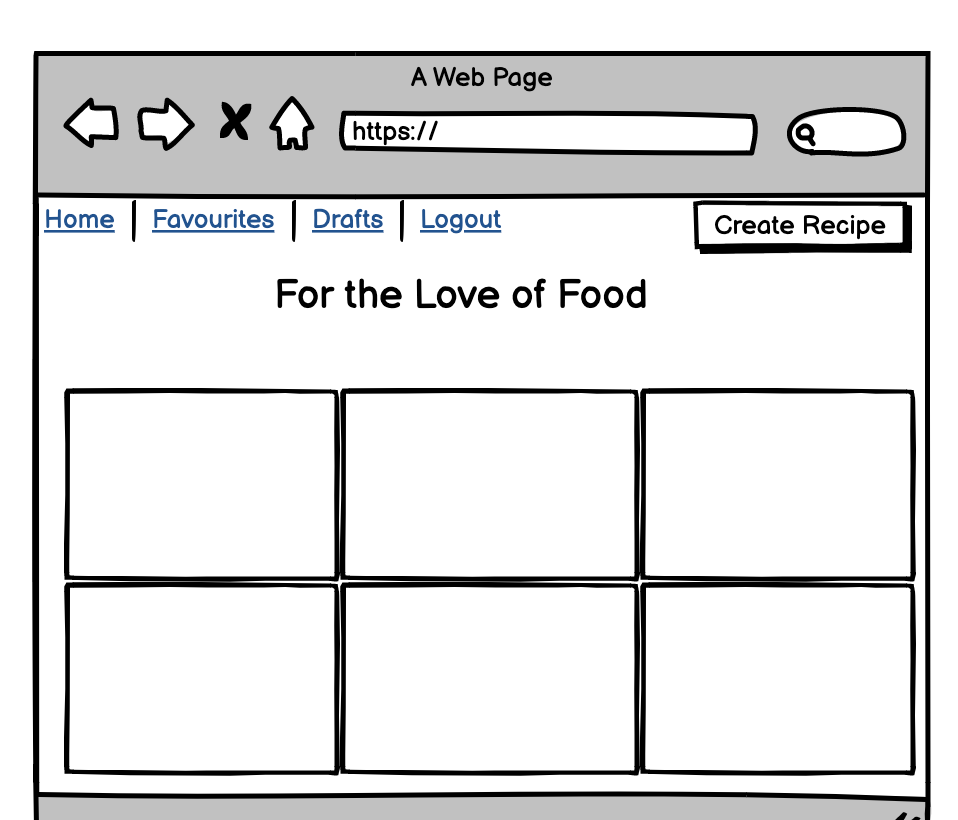 A Web Page
https://
Home | Favourites | Drafts | Logout
Create Recipe
For the Love of Food